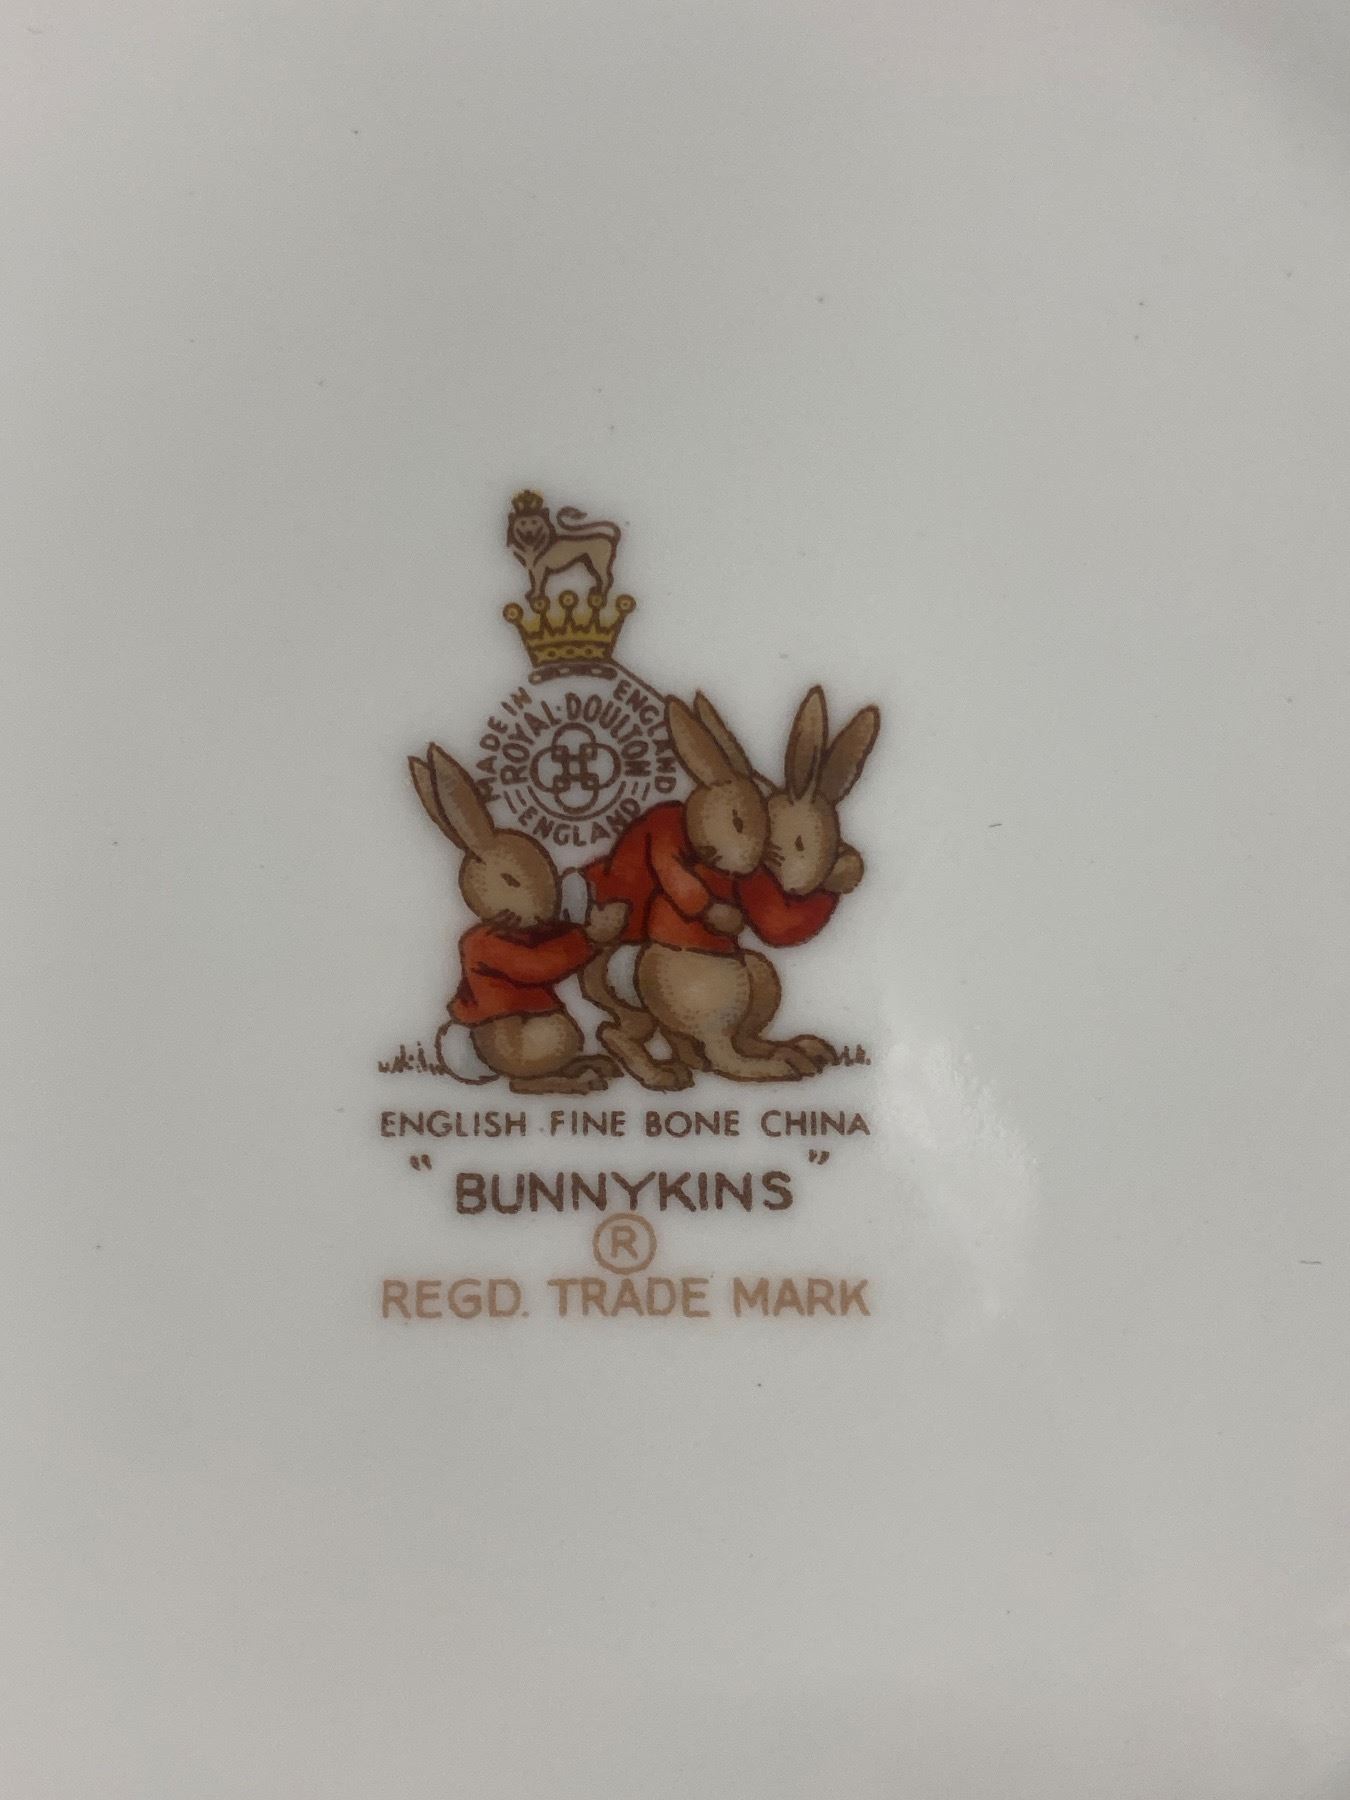 MADE IN ENGLAND
ROYAL·DOULTON
ENGLAND
ENGLISH FINE BONE CHINA
"BUNNYKINS"
®
REGD. TRADE MARK